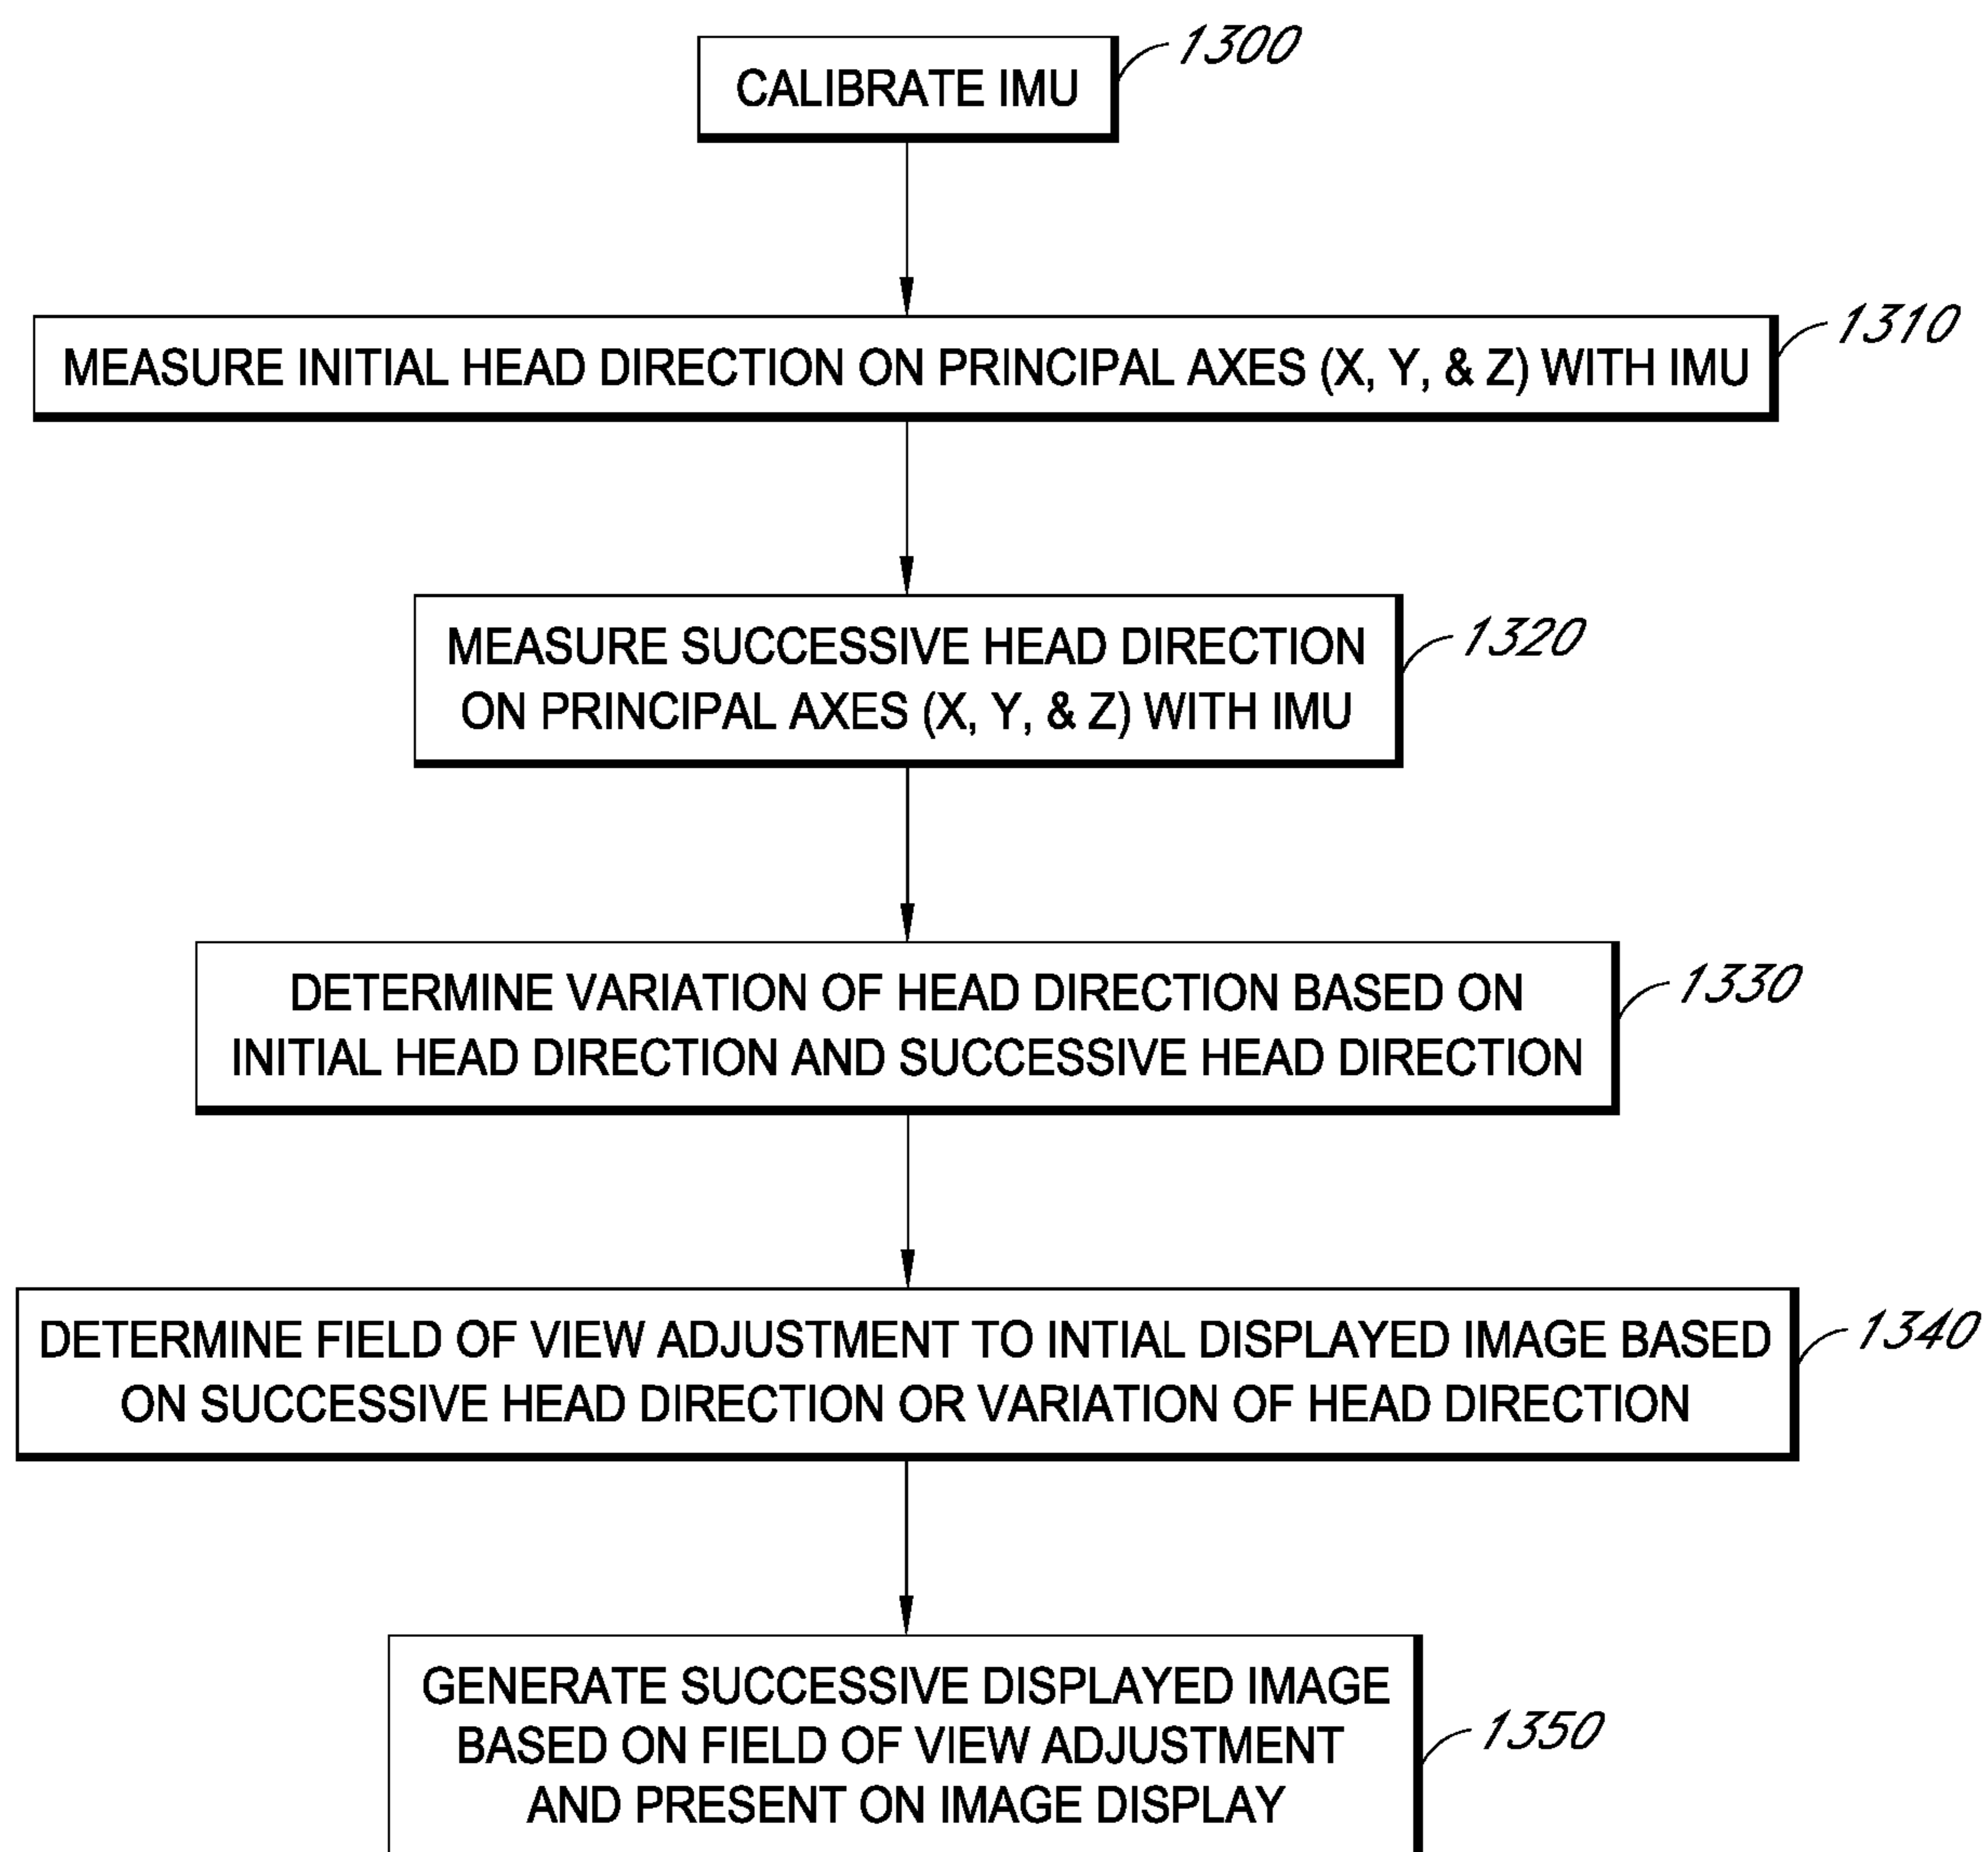 CALIBRATE IMU
1300
MEASURE INITIAL HEAD DIRECTION ON PRINCIPAL AXES (X, Y, & Z) WITH IMU
1310
MEASURE SUCCESSIVE HEAD DIRECTION
ON PRINCIPAL AXES (X, Y, & Z) WITH IMU
1320
DETERMINE VARIATION OF HEAD DIRECTION BASED ON
INITIAL HEAD DIRECTION AND SUCCESSIVE HEAD DIRECTION
1330
DETERMINE FIELD OF VIEW ADJUSTMENT TO INTIAL DISPLAYED IMAGE BASED
ON SUCCESSIVE HEAD DIRECTION OR VARIATION OF HEAD DIRECTION
1340
GENERATE SUCCESSIVE DISPLAYED IMAGE
BASED ON FIELD OF VIEW ADJUSTMENT
AND PRESENT ON IMAGE DISPLAY
1350